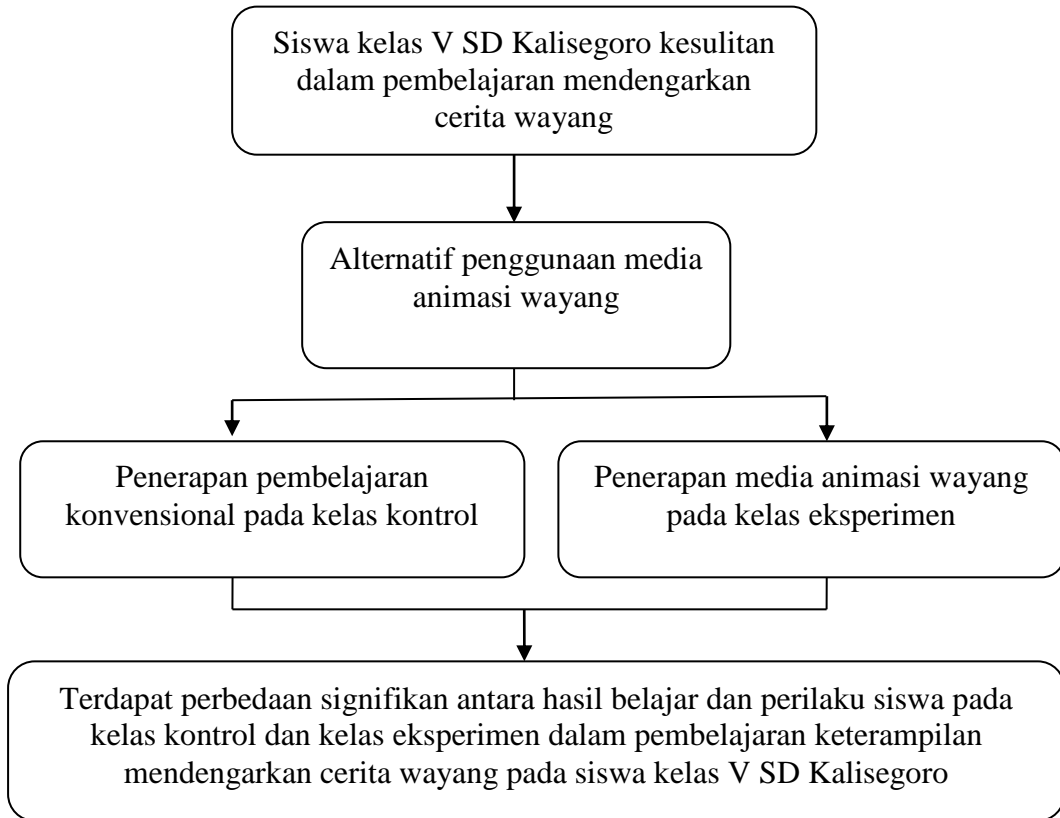 Siswa kelas V SD Kalisegoro kesulitan
dalam pembelajaran mendengarkan
cerita wayang
Alternatif penggunaan media
animasi wayang
Penerapan pembelajaran
konvensional pada kelas kontrol
Penerapan media animasi wayang
pada kelas eksperimen
Terdapat perbedaan signifikan antara hasil belajar dan perilaku siswa pada
kelas kontrol dan kelas eksperimen dalam pembelajaran keterampilan
mendengarkan cerita wayang pada siswa kelas V SD Kalisegoro